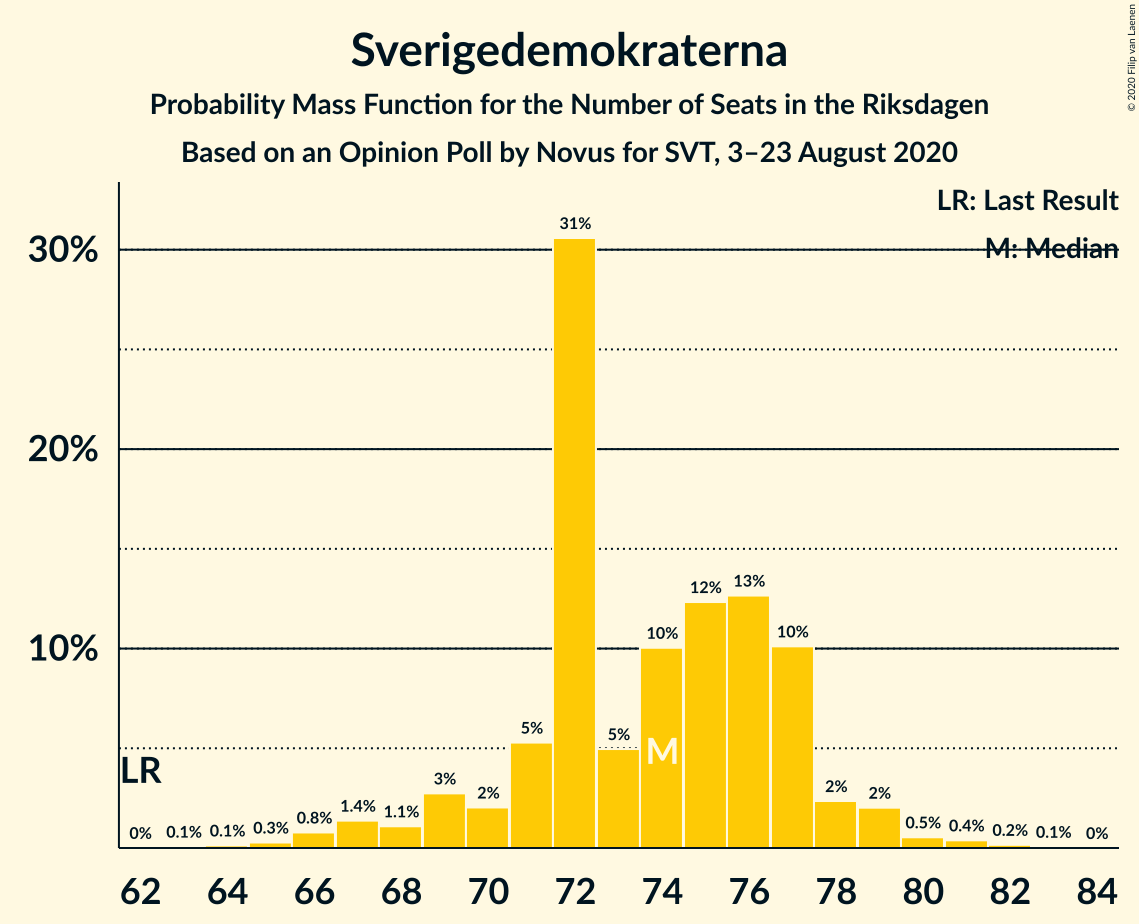 Sverigedemokraterna
Probability Mass Function for the Number of Seats in the Riksdagen
Based on an Opinion Poll by Novus for SVT, 3–23 August 2020
© 2020 Filip van Laenen
LR: Last Result
M: Median
30%
20%
10%
31%
13%
12%
10%
10%
5%
5%
3%
2%
2%
2%
1.4%
1.1%
0.8%
0.5%
0.4%
0.3%
0.2%
0.1%
0.1%
0.1%
0%
0%
LR
M
62 64 66 68 70 72 74 76 78 80 82 84